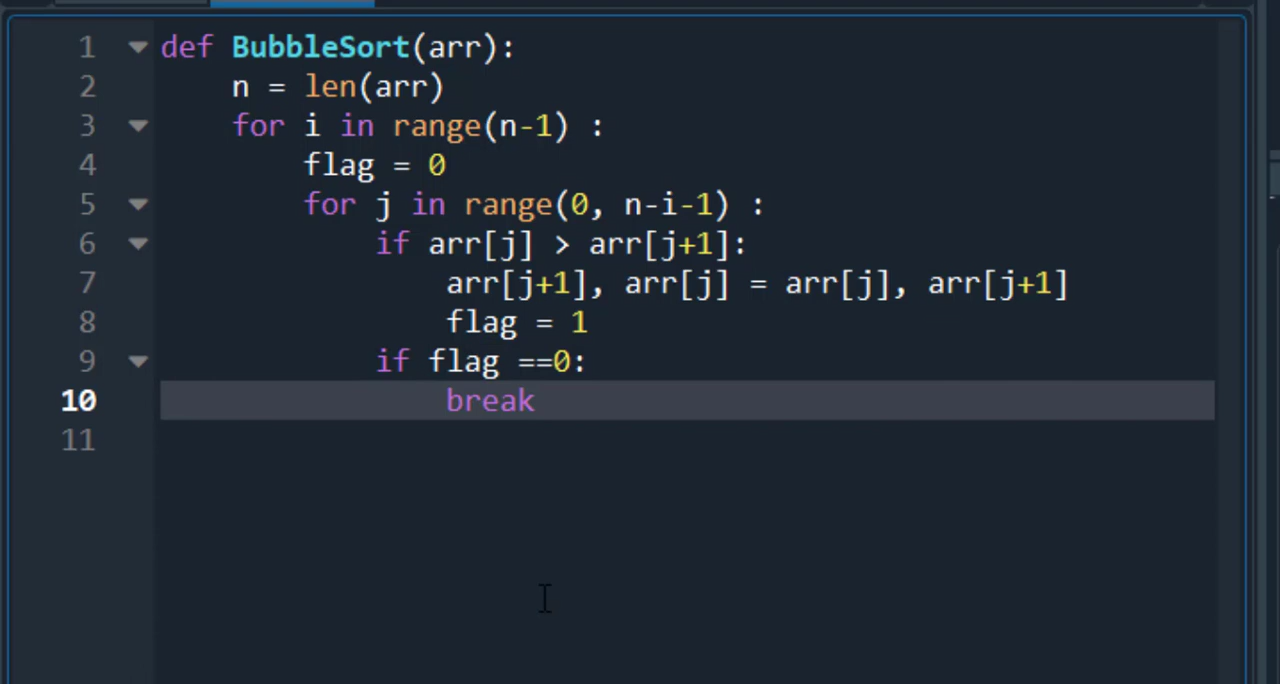 1 def BubbleSort(arr):
2     n = len(arr)
3     for i in range(n-1) :
4         flag = 0
5         for j in range(0, n-i-1) :
6             if arr[j] > arr[j+1]:
7                 arr[j+1], arr[j] = arr[j], arr[j+1]
8                 flag = 1
9             if flag ==0:
10                 break
11